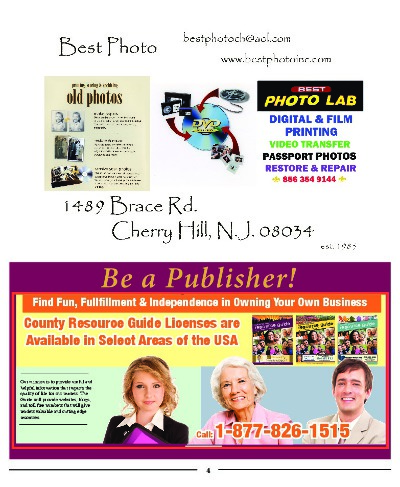 Best Photo
bestphotoch@aol.com
www.bestphotoinc.com
old photos
DVD
BEST
PHOTO LAB
DIGITAL & FILM
PRINTING
VIDEO TRANSFER
PASSPORT PHOTOS
RESTORE & REPAIR
856 354 9144
1489 Brace Rd.
Cherry Hill, N.J. 08034
est. 1985
Be a Publisher!
Find Fun, Fullfillment & Independence in Owning Your Own Business
County Resource Guide Licenses are
Available in Select Areas of the USA
Call: 1-877-826-1515
4